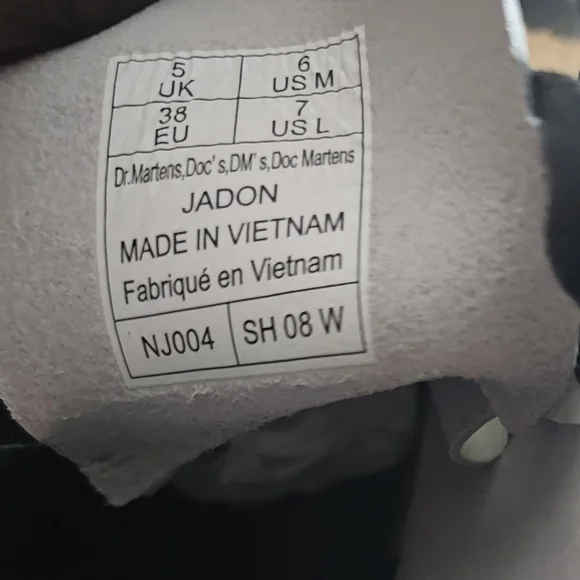 5 6
UK US M
38 7
EU US L
Dr.Martens,Doc's,DM's,Doc Martens
JADON
MADE IN VIETNAM
Fabriqué en Vietnam
NJ004 SH 08 W